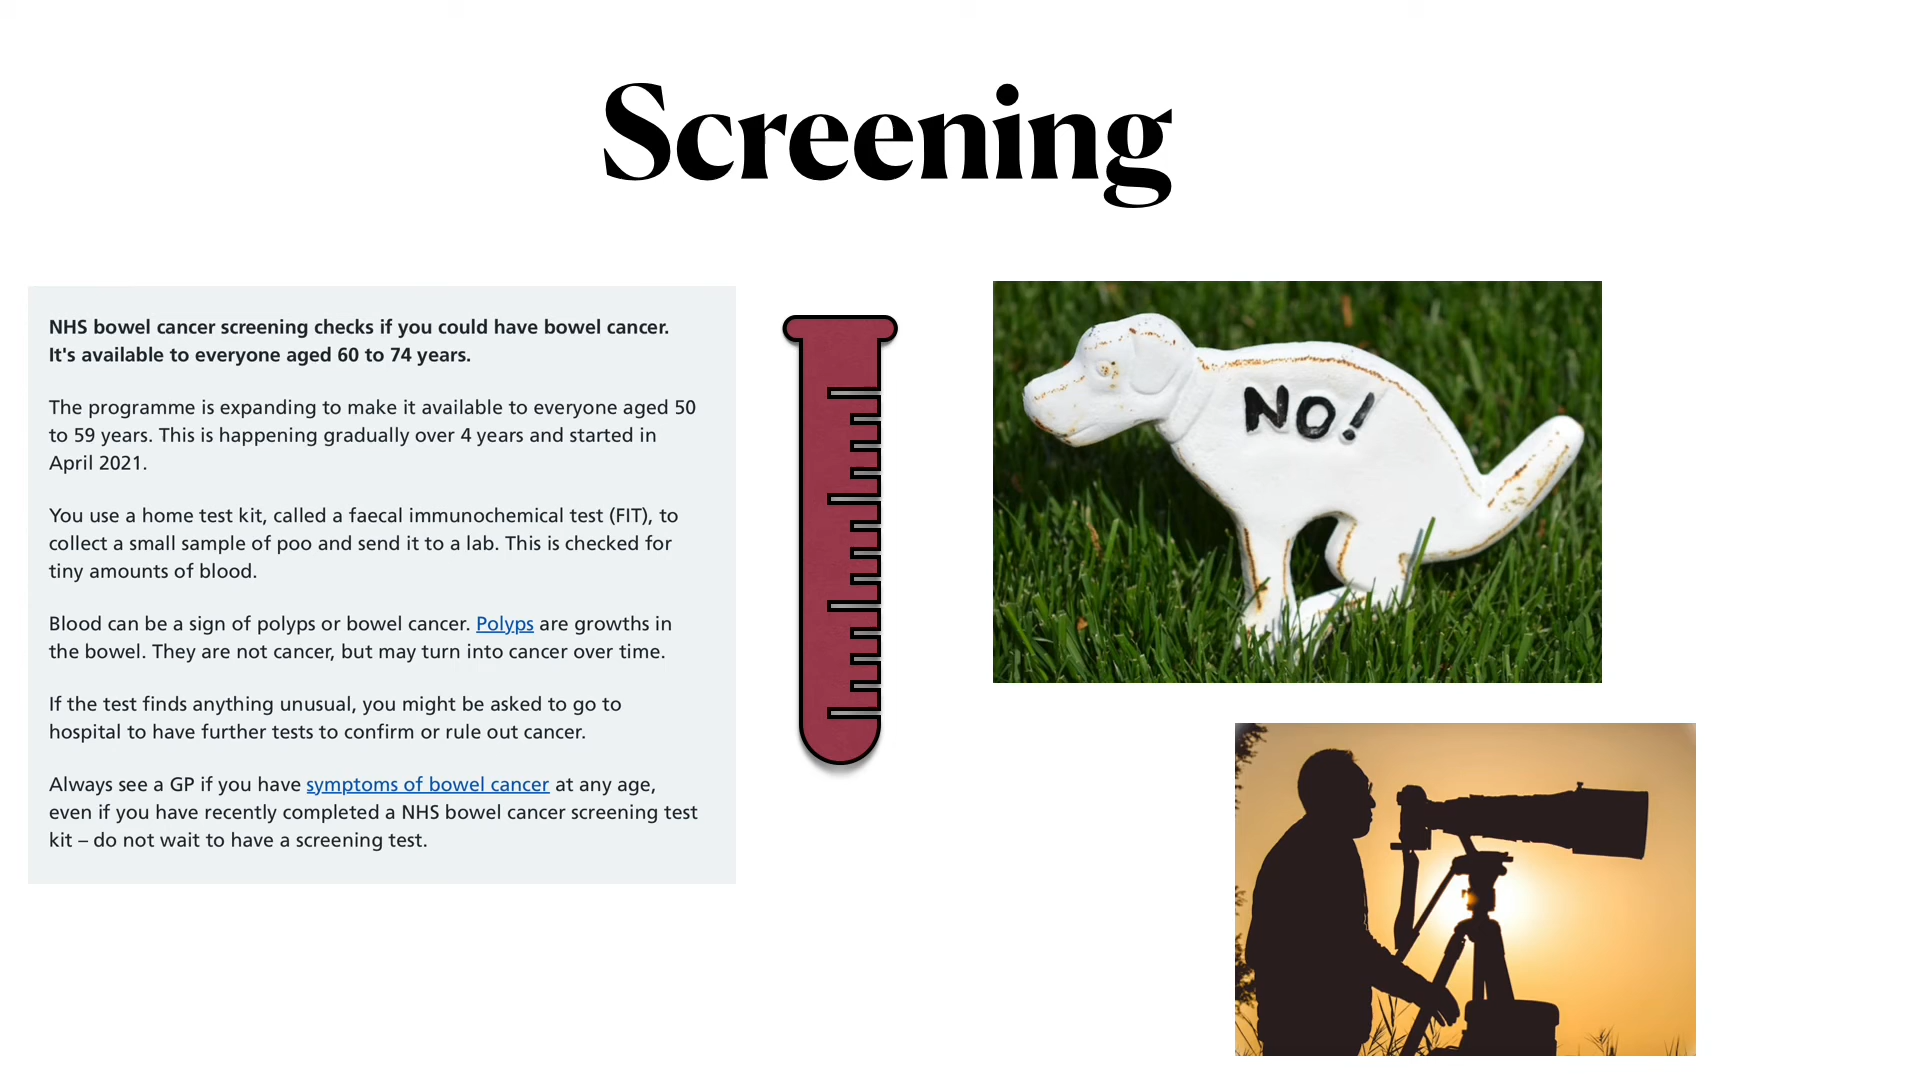 Screening
NHS bowel cancer screening checks if you could have bowel cancer.
It's available to everyone aged 60 to 74 years.
The programme is expanding to make it available to everyone aged 50
to 59 years. This is happening gradually over 4 years and started in
April 2021.
You use a home test kit, called a faecal immunochemical test (FIT), to
collect a small sample of poo and send it to a lab. This is checked for
tiny amounts of blood.
Blood can be a sign of polyps or bowel cancer. Polyps are growths in
the bowel. They are not cancer, but may turn into cancer over time.
If the test finds anything unusual, you might be asked to go to
hospital to have further tests to confirm or rule out cancer.
Always see a GP if you have symptoms of bowel cancer at any age,
even if you have recently completed a NHS bowel cancer screening test
kit – do not wait to have a screening test.
NO!